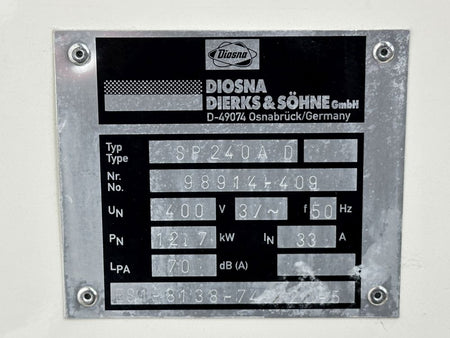 Diosna
DIOSNA
DIERKS & SÖHNE GmbH
D-49074 Osnabrück/Germany
Typ
Type SP 240 A D
Nr.
No. 98914-409
UN 400 V 3/~ f 50 Hz
PN 12.7 kW IN 33 A
LPA 70 dB (A)